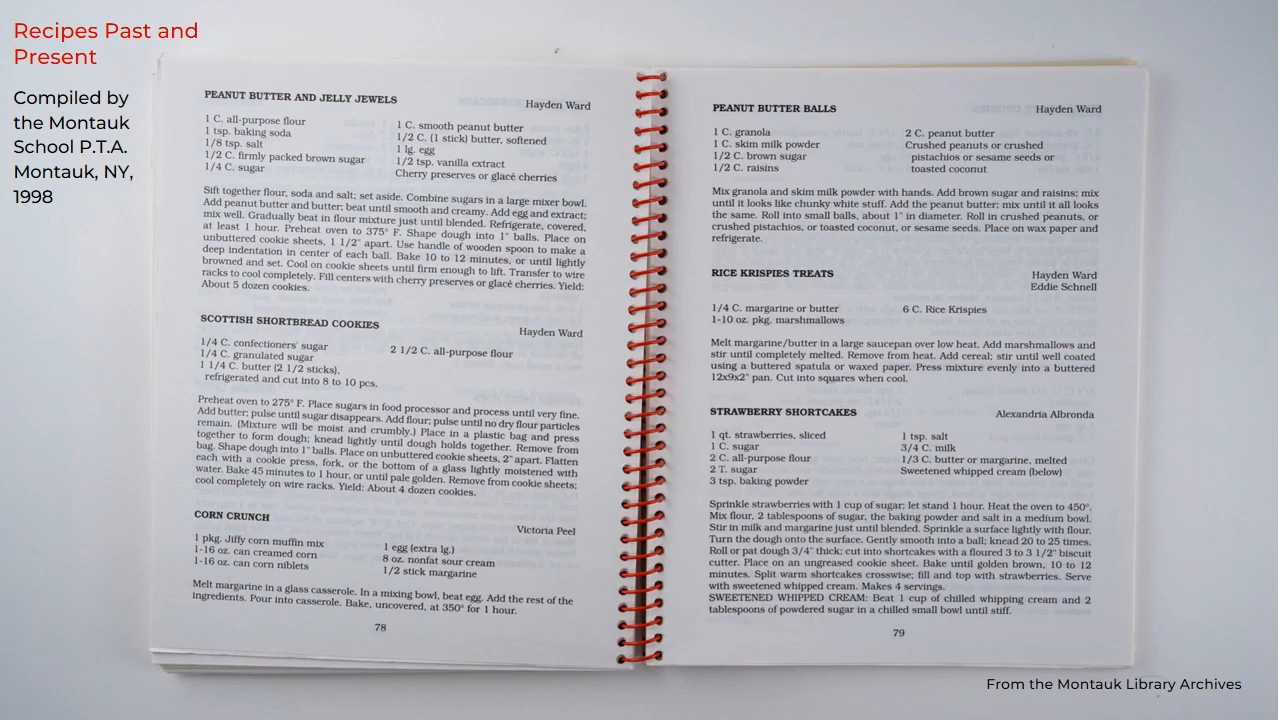 Recipes Past and
Present
Compiled by
the Montauk
School P.T.A.
Montauk, NY,
1998
PEANUT BUTTER AND JELLY JEWELS
Hayden Ward
1 C. all-purpose flour
1 tsp. baking soda
1/8 tsp. salt
1/2 C. firmly packed brown sugar
1/4 C. sugar
1 C. smooth peanut butter
1/2 C. (1 stick) butter, softened
1 lg. egg
1/2 tsp. vanilla extract
Cherry preserves or glacé cherries
Sift together flour, soda and salt; set aside. Combine sugars in a large mixer bowl.
Add peanut butter and butter; beat until smooth and creamy. Add egg and extract;
mix well. Gradually beat in flour mixture just until blended. Refrigerate, covered,
at least 1 hour. Preheat oven to 375° F. Shape dough into 1" balls. Place on
unbuttered cookie sheets, 1 1/2" apart. Use handle of wooden spoon to make a
deep indentation in center of each ball. Bake 10 to 12 minutes, or until lightly
browned and set. Cool on cookie sheets until firm enough to lift. Transfer to wire
racks to cool completely. Fill centers with cherry preserves or glacé cherries. Yield:
About 5 dozen cookies.
SCOTTISH SHORTBREAD COOKIES
Hayden Ward
1/4 C. confectioners' sugar
1/4 C. granulated sugar
1 1/4 C. butter (2 1/2 sticks),
refrigerated and cut into 8 to 10 pcs.
2 1/2 C. all-purpose flour
Preheat oven to 275° F. Place sugars in food processor and process until very fine.
Add butter; pulse until sugar disappears. Add flour; pulse until no dry flour particles
remain. (Mixture will be moist and crumbly.) Place in a plastic bag and press
together to form dough; knead lightly until dough holds together. Remove from
bag. Shape dough into 1" balls. Place on unbuttered cookie sheets, 2" apart. Flatten
each with a cookie press, fork, or the bottom of a glass lightly moistened with
water. Bake 45 minutes to 1 hour, or until pale golden. Remove from cookie sheets;
cool completely on wire racks. Yield: About 4 dozen cookies.
CORN CRUNCH
Victoria Peel
1 pkg. Jiffy corn muffin mix
1-16 oz. can creamed corn
1-16 oz. can corn niblets
1 egg (extra lg.)
8 oz. nonfat sour cream
1/2 stick margarine
Melt margarine in a glass casserole. In a mixing bowl, beat egg. Add the rest of the
ingredients. Pour into casserole. Bake, uncovered, at 350° for 1 hour.
78
PEANUT BUTTER BALLS
Hayden Ward
1 C. granola
1 C. skim milk powder
1/2 C. brown sugar
1/2 C. raisins
2 C. peanut butter
Crushed peanuts or crushed
pistachios or sesame seeds or
toasted coconut
Mix granola and skim milk powder with hands. Add brown sugar and raisins; mix
until it looks like chunky white stuff. Add the peanut butter; mix until it all looks
the same. Roll into small balls, about 1" in diameter. Roll in crushed peanuts, or
crushed pistachios, or toasted coconut, or sesame seeds. Place on wax paper and
refrigerate.
RICE KRISPIES TREATS
Hayden Ward
Eddie Schnell
1/4 C. margarine or butter
1-10 oz. pkg. marshmallows
6 C. Rice Krispies
Melt margarine/butter in a large saucepan over low heat. Add marshmallows and
stir until completely melted. Remove from heat. Add cereal; stir until well coated
using a buttered spatula or waxed paper. Press mixture evenly into a buttered
12x9x2" pan. Cut into squares when cool.
STRAWBERRY SHORTCAKES
Alexandria Albronda
1 qt. strawberries, sliced
1 C. sugar
2 C. all-purpose flour
2 T. sugar
3 tsp. baking powder
1 tsp. salt
3/4 C. milk
1/3 C. butter or margarine, melted
Sweetened whipped cream (below)
Sprinkle strawberries with 1 cup of sugar; let stand 1 hour. Heat the oven to 450°.
Mix flour, 2 tablespoons of sugar, the baking powder and salt in a medium bowl.
Stir in milk and margarine just until blended. Sprinkle a surface lightly with flour.
Turn the dough onto the surface. Gently smooth into a ball; knead 20 to 25 times.
Roll or pat dough 3/4" thick; cut into shortcakes with a floured 3 to 3 1/2" biscuit
cutter. Place on an ungreased cookie sheet. Bake until golden brown, 10 to 12
minutes. Split warm shortcakes crosswise; fill and top with strawberries. Serve
with sweetened whipped cream. Makes 4 servings.
SWEETENED WHIPPED CREAM: Beat 1 cup of chilled whipping cream and 2
tablespoons of powdered sugar in a chilled small bowl until stiff.
79
From the Montauk Library Archives